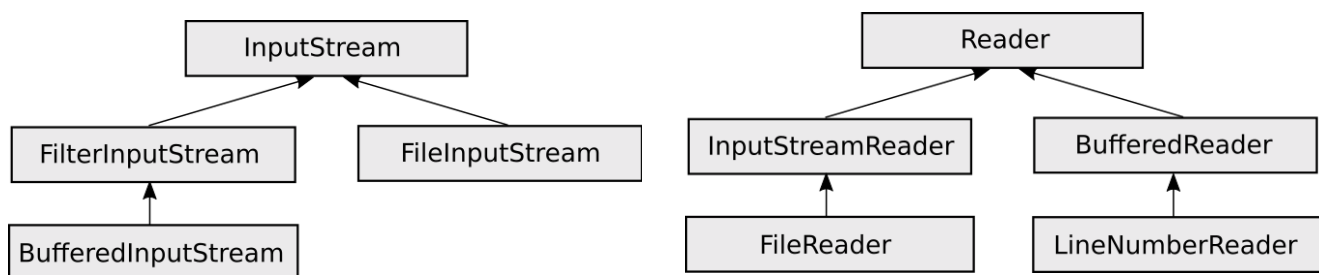 InputStream
FilterInputStream
FileInputStream
BufferedInputStream
Reader
InputStreamReader
BufferedReader
FileReader
LineNumberReader